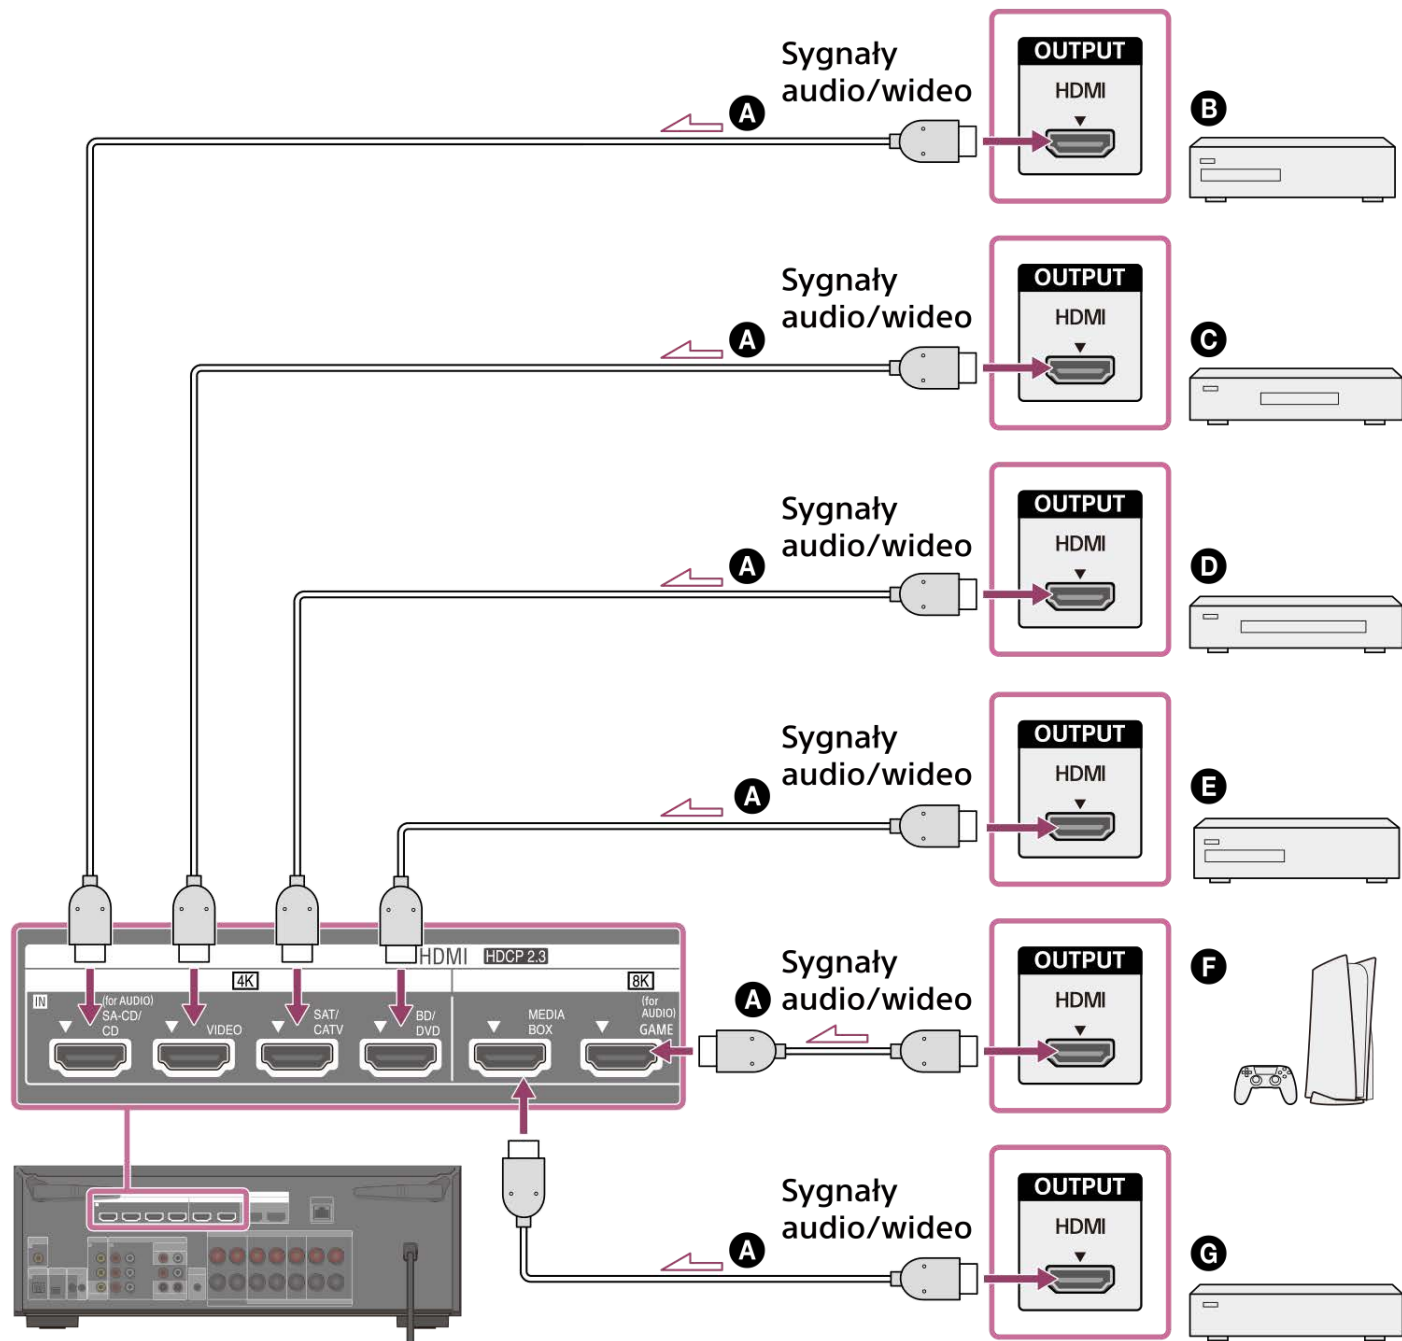 Sygnały
audio/wideo
A
OUTPUT
HDMI
B
Sygnały
audio/wideo
A
OUTPUT
HDMI
C
Sygnały
audio/wideo
A
OUTPUT
HDMI
D
Sygnały
audio/wideo
A
OUTPUT
HDMI
E
HDMI HDCP 2.3
4K
8K
IN
(for AUDIO)
SA-CD/
CD
VIDEO
SAT/
CATV
BD/
DVD
MEDIA
BOX
(for
AUDIO)
GAME
Sygnały
audio/wideo
A
OUTPUT
HDMI
F
Sygnały
audio/wideo
A
OUTPUT
HDMI
G